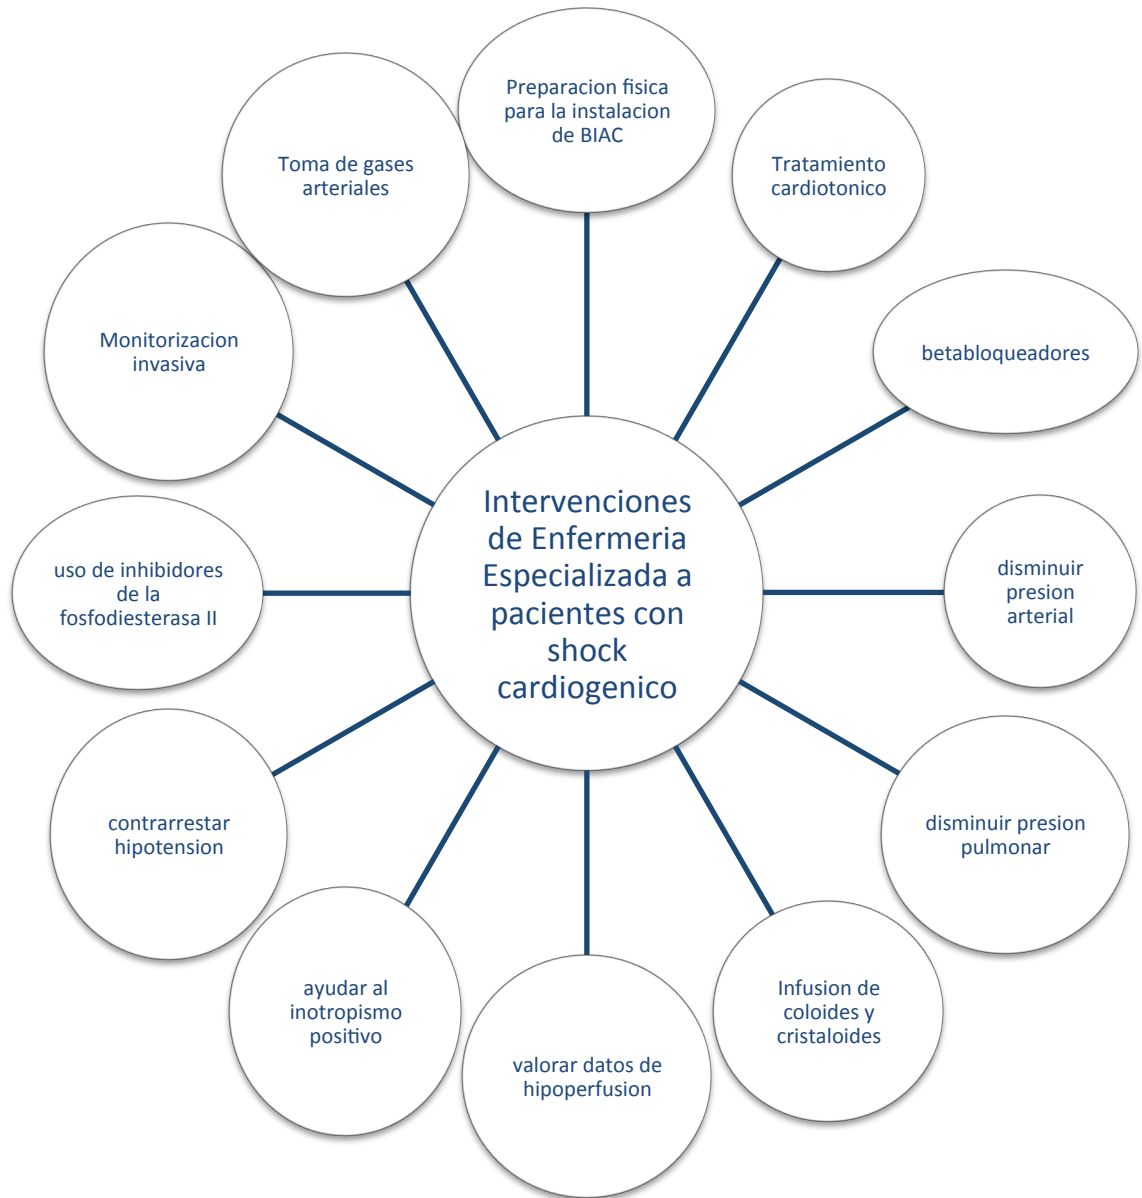 Preparacion fisica
para la instalacion
de BIAC
Tratamiento
cardiotonico
betabloqueadores
disminuir
presion
arterial
disminuir presion
pulmonar
Infusion de
coloides y
cristaloides
valorar datos de
hipoperfusion
ayudar al
inotropismo
positivo
contrarrestar
hipotension
uso de inhibidores
de la
fosfodiesterasa II
Monitorizacion
invasiva
Toma de gases
arteriales
Intervenciones
de Enfermeria
Especializada a
pacientes con
shock
cardiogenico